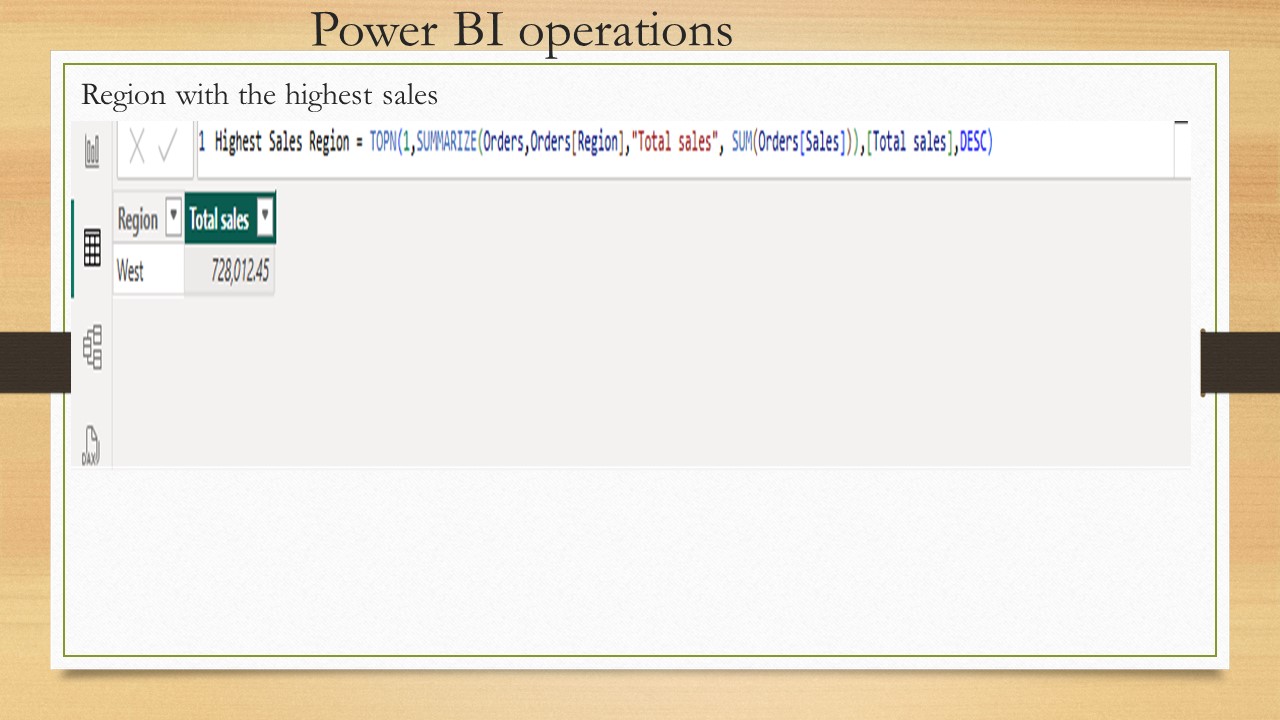 Power BI operations
Region with the highest sales
1 Highest Sales Region = TOPN(1,SUMMARIZE(Orders,Orders[Region],"Total sales", SUM(Orders[Sales])),[Total sales],DESC)
Region Total sales
West 728,012.45
DAX